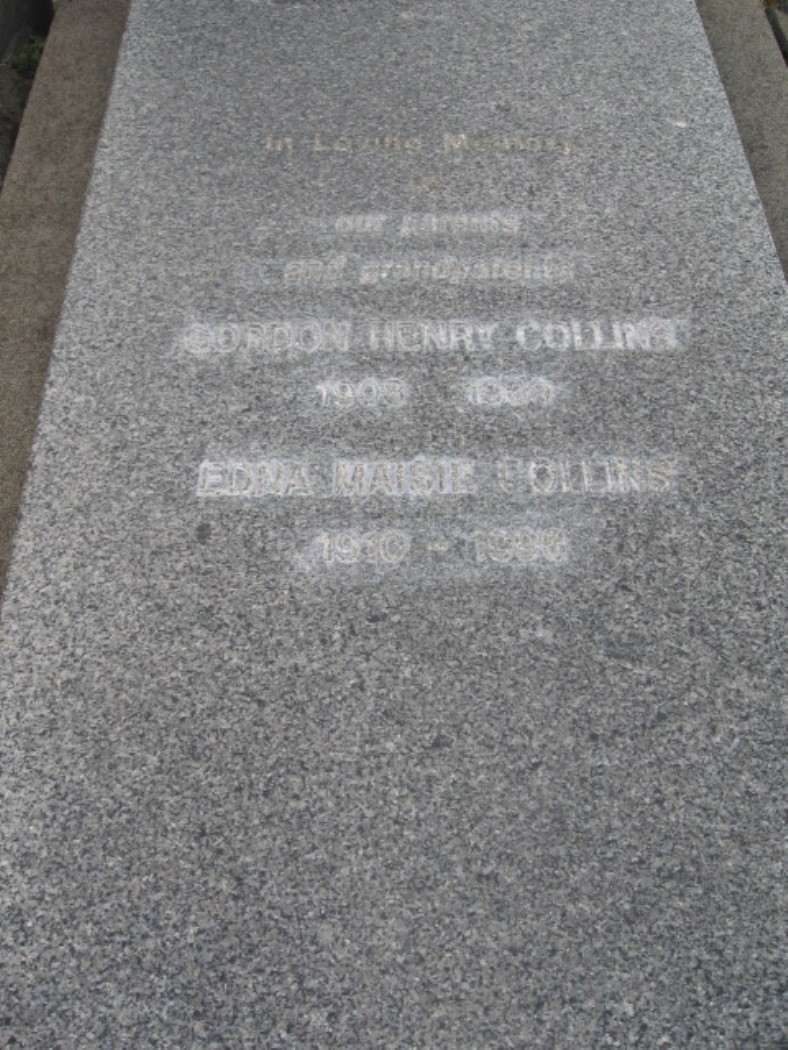 In Loving Memory
of
our parents
and grandparents
GORDON HENRY COLLINS
EDNA MAISIE COLLINS
1910 -